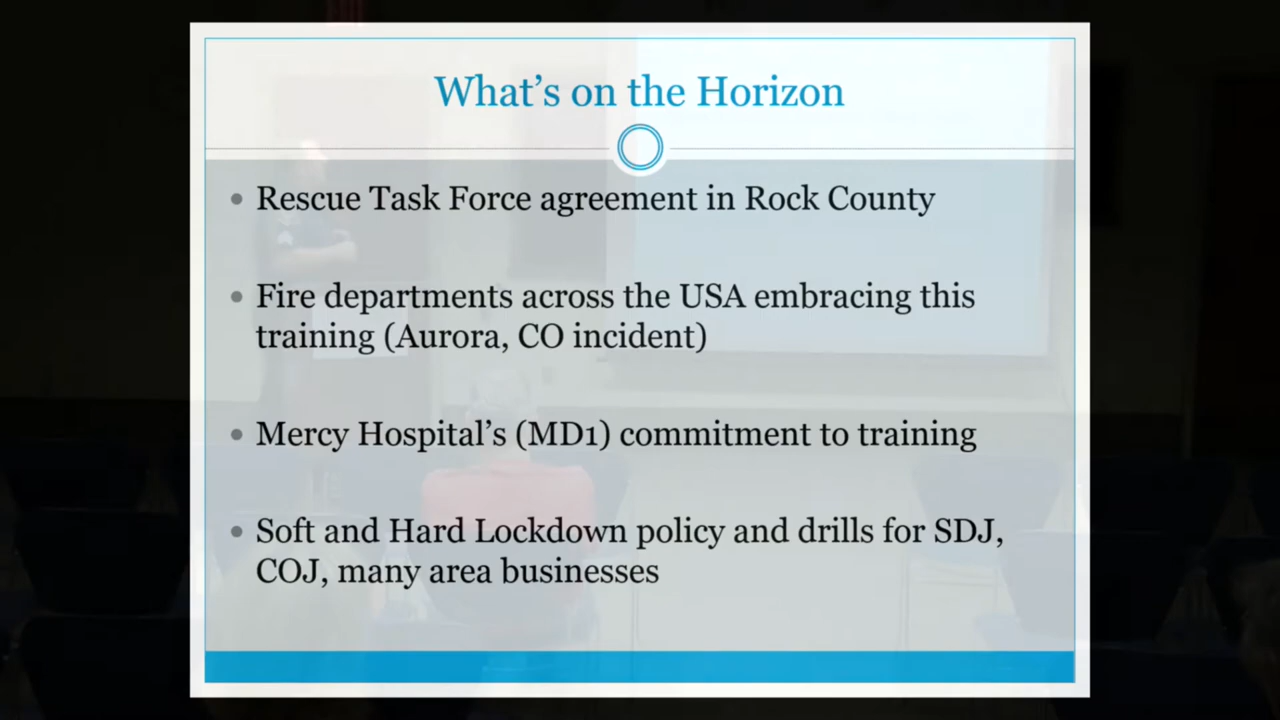 What's on the Horizon
• Rescue Task Force agreement in Rock County
• Fire departments across the USA embracing this
training (Aurora, CO incident)
• Mercy Hospital's (MD1) commitment to training
• Soft and Hard Lockdown policy and drills for SDJ,
COJ, many area businesses